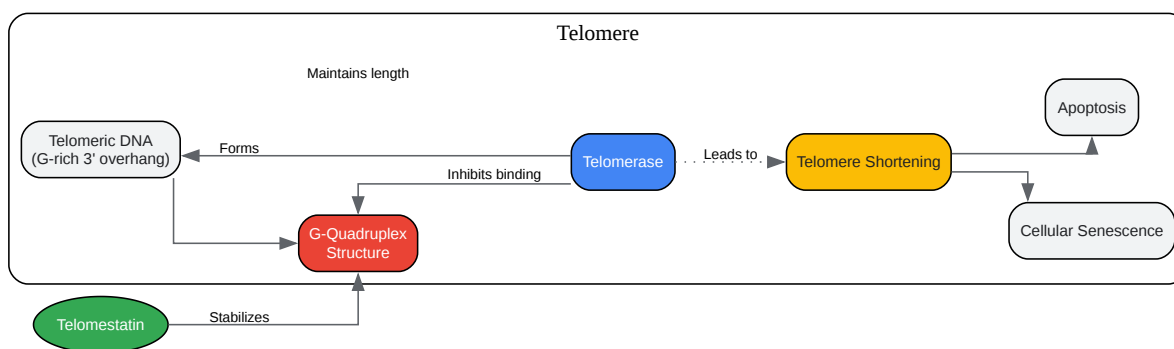 Telomere
Maintains length
Apoptosis
Telomeric DNA
(G-rich 3' overhang)
Forms
Telomerase
Leads to
Telomere Shortening
Inhibits binding
G-Quadruplex
Structure
Cellular Senescence
Telomestatin
Stabilizes